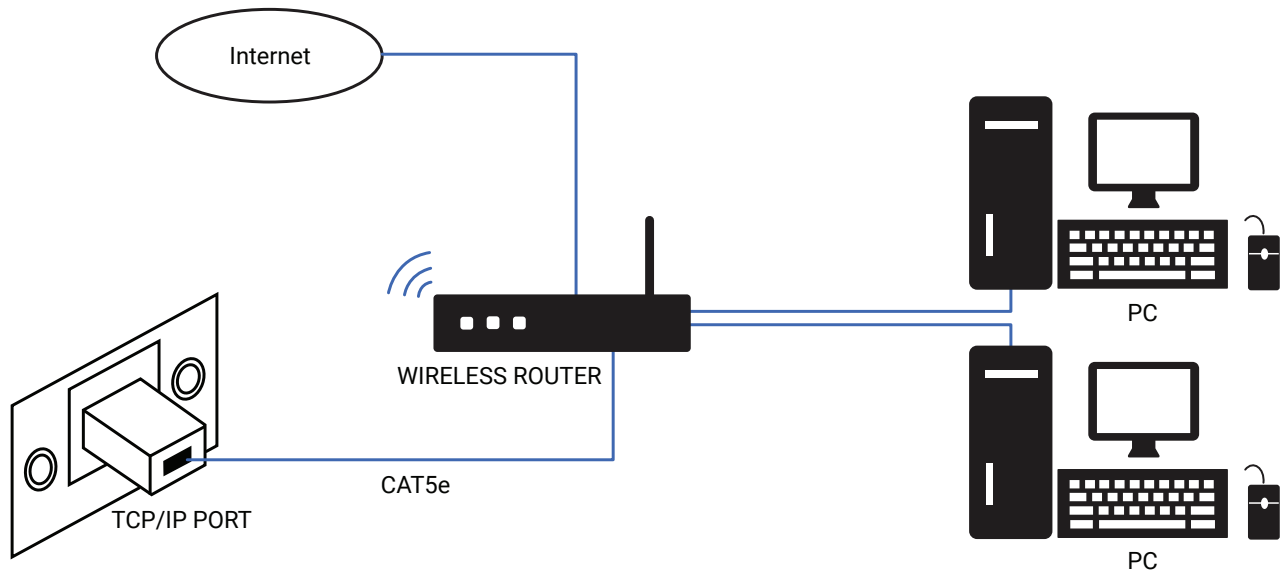 Internet
PC
WIRELESS ROUTER
CAT5e
TCP/IP PORT
PC